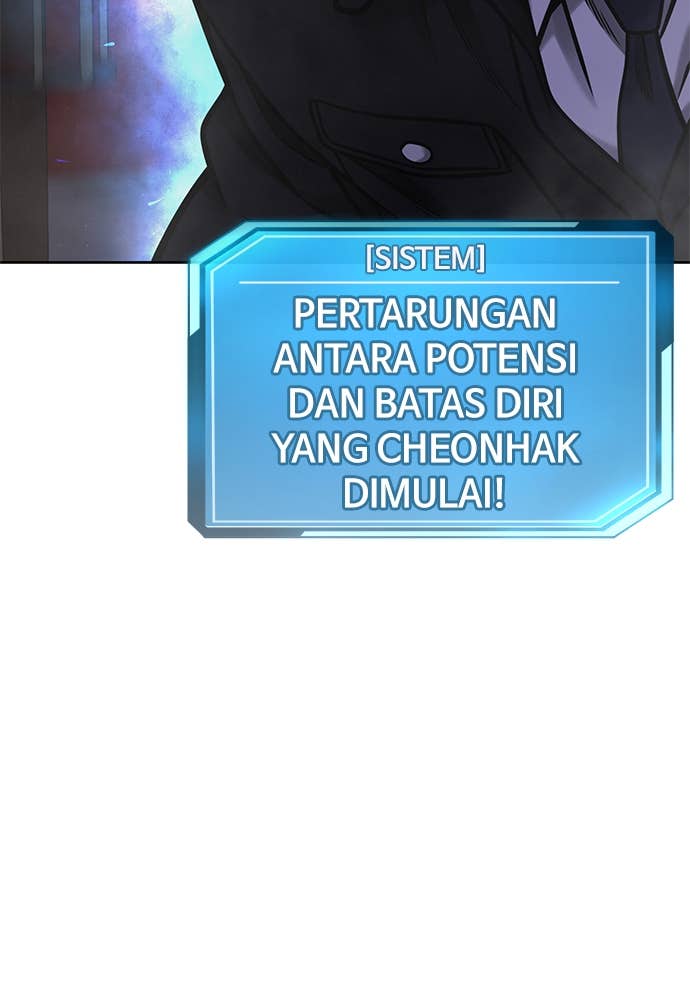 [SISTEM]
PERTARUNGAN
ANTARA POTENSI
DAN BATAS DIRI
YANG CHEONHAK
DIMULAI!